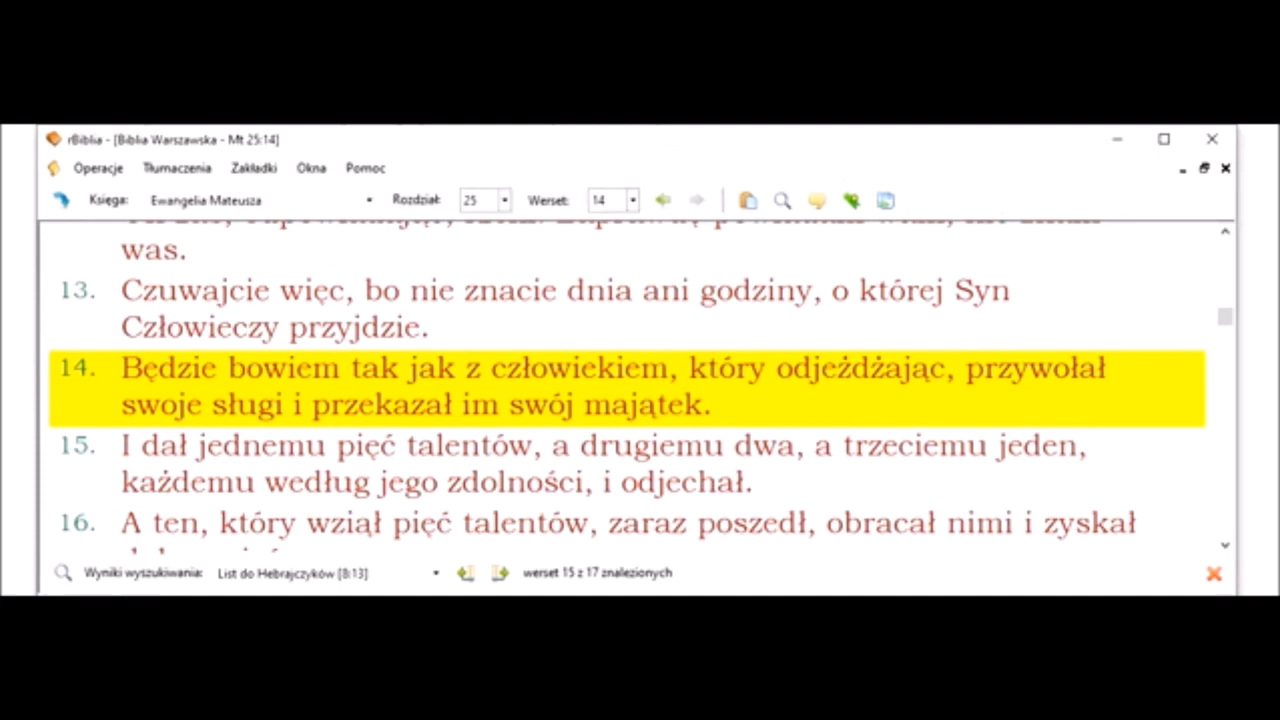 rBiblia - [Biblia Warszawska - Mt 25:14]
Operacje Tłumaczenia Zakładki Okna Pomoc
Księga: Ewangelia Mateusza Rozdział: 25 Werset: 14
was.
13. Czuwajcie więc, bo nie znacie dnia ani godziny, o której Syn
Człowieczy przyjdzie.
14. Będzie bowiem tak jak z człowiekiem, który odjeżdżając, przywołał
swoje sługi i przekazał im swój majątek.
15. I dał jednemu pięć talentów, a drugiemu dwa, a trzeciemu jeden,
każdemu według jego zdolności, i odjechał.
16. A ten, który wziął pięć talentów, zaraz poszedł, obracał nimi i zyskał
Wyniki wyszukiwania: List do Hebrajczyków [8:13] werset 15 z 17 znalezionych